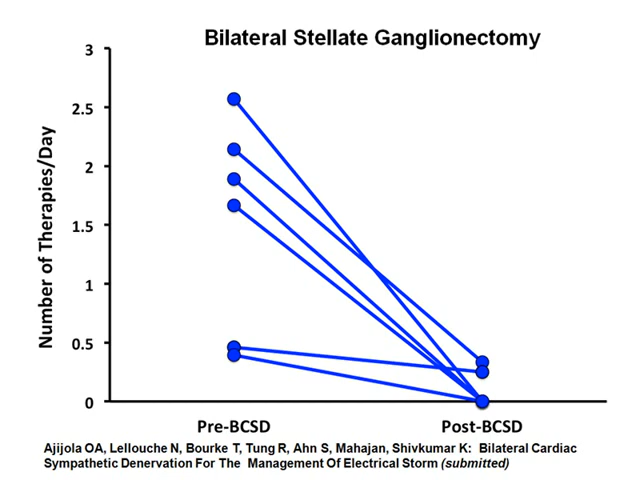 Bilateral Stellate Ganglionectomy
Number of Therapies/Day
3
2.5
2
1.5
1
0.5
0
Pre-BCSD Post-BCSD
Ajijola OA, Lellouche N, Bourke T, Tung R, Ahn S, Mahajan, Shivkumar K: Bilateral Cardiac
Sympathetic Denervation For The Management Of Electrical Storm (submitted)